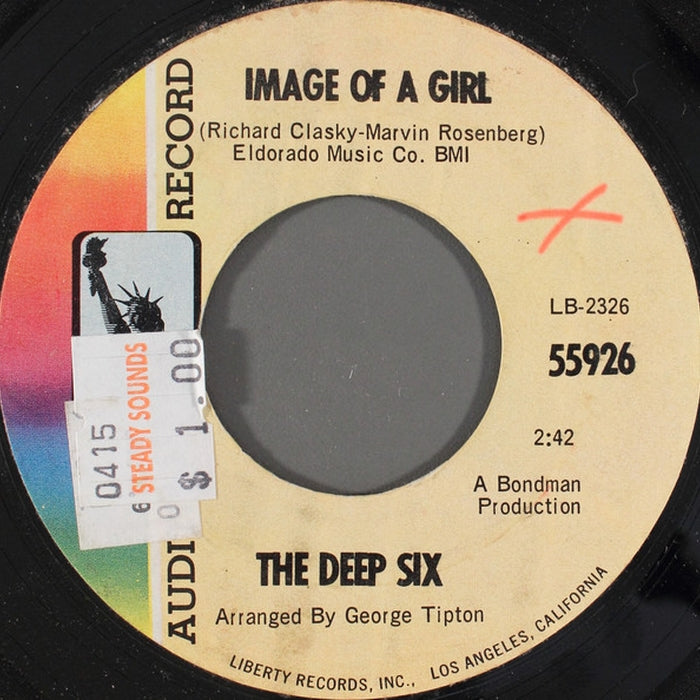 IMAGE OF A GIRL
(Richard Clasky-Marvin Rosenberg)
Eldorado Music Co. BMI
LB-2326
55926
2:42
A Bondman
Production
THE DEEP SIX
Arranged By George Tipton
LIBERTY RECORDS, INC., LOS ANGELES, CALIFORNIA
AUDI RECORD
STEADY SOUNDS
$ 1.00
0415